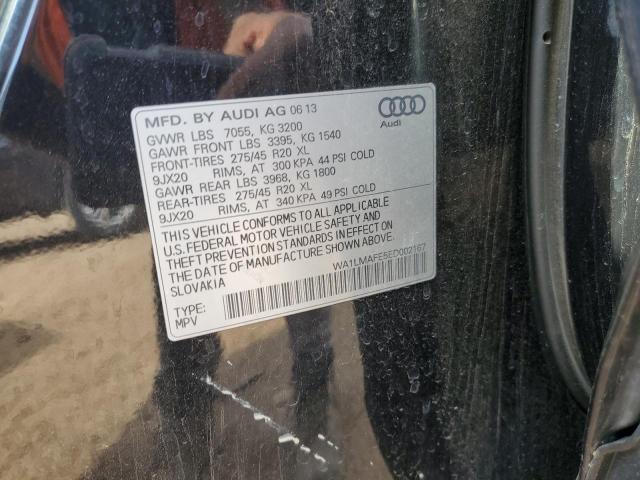 MFD. BY AUDI AG 06 13
Audi
GVWR LBS 7055, KG 3200
GAWR FRONT LBS 3395, KG 1540
FRONT-TIRES 275/45 R20 XL
9JX20 RIMS, AT 300 KPA 44 PSI COLD
GAWR REAR LBS 3968, KG 1800
REAR-TIRES 275/45 R20 XL
9JX20 RIMS, AT 340 KPA 49 PSI COLD
THIS VEHICLE CONFORMS TO ALL APPLICABLE
U.S. FEDERAL MOTOR VEHICLE SAFETY AND
THEFT PREVENTION STANDARDS IN EFFECT ON
THE DATE OF MANUFACTURE SHOWN ABOVE.
SLOVAKIA
WA1LMAFE5ED002167
TYPE:
MPV